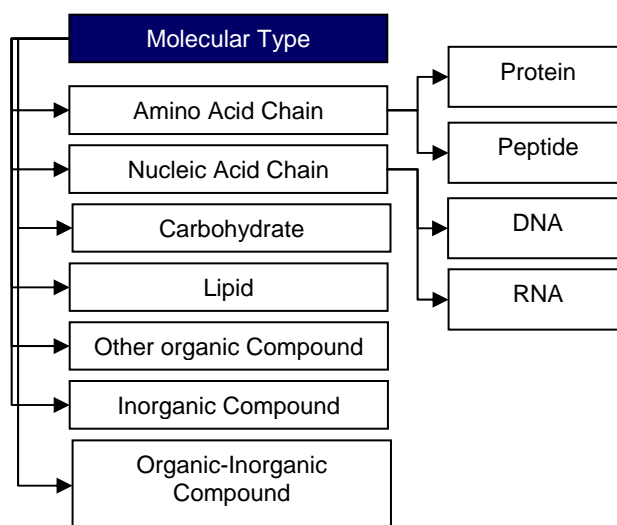 Molecular Type
Amino Acid Chain
Nucleic Acid Chain
Carbohydrate
Lipid
Other organic Compound
Inorganic Compound
Organic-Inorganic
Compound
Protein
Peptide
DNA
RNA